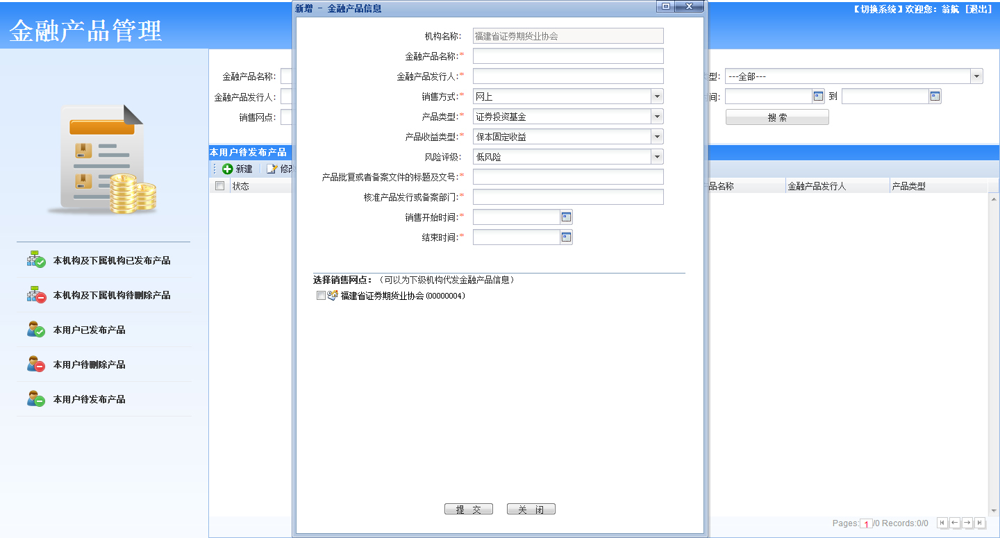 金融产品管理
【切换系统】欢迎您：翁航 [退出]
本机构及下属机构已发布产品
本机构及下属机构待删除产品
本用户已发布产品
本用户待删除产品
本用户待发布产品
金融产品名称:
金融产品发行人:
销售网点:
型:
---全部---
间:
到
搜 索
本用户待发布产品
新建
修改
状态
品名称
金融产品发行人
产品类型
新增 - 金融产品信息
机构名称: 福建省证券期货业协会
金融产品名称:*
金融产品发行人:*
销售方式:* 网上
产品类型:* 证券投资基金
产品收益类型:* 保本固定收益
风险评级: 低风险
产品批复或者备案文件的标题及文号:*
核准产品发行或备案部门:*
销售开始时间:*
结束时间:*
选择销售网点：（可以为下级机构代发金融产品信息）
福建省证券期货业协会(00000004)
提 交
关 闭
Pages: 1 /0 Records:0/0